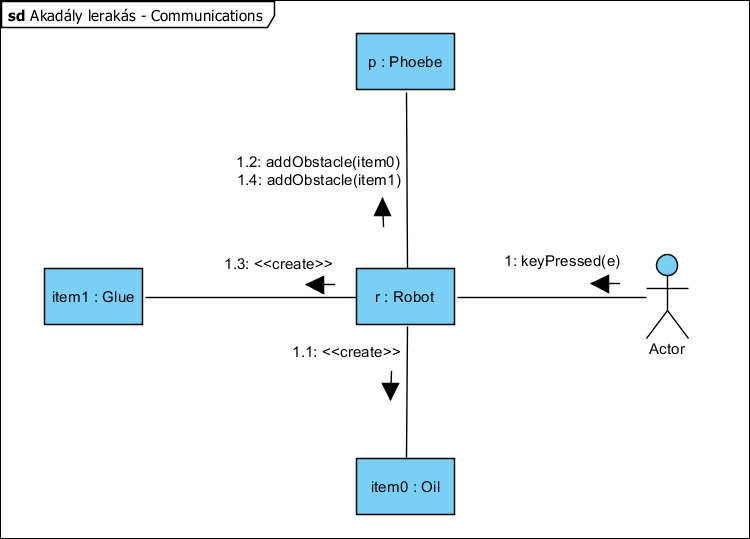 sd Akadály lerakás - Communications
p : Phoebe
1.2: addObstacle(item0)
1.4: addObstacle(item1)
1.3: <<create>>
1: keyPressed(e)
item1 : Glue
r : Robot
Actor
1.1: <<create>>
item0 : Oil